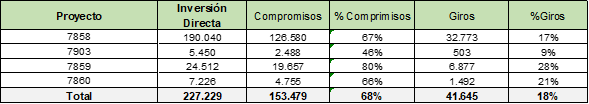 Proyecto Inversión Directa Compromisos % Comprimisos Giros %Giros
7858 190.040 126.580 67% 32.773 17%
7903 5.450 2.488 46% 503 9%
7859 24.512 19.657 80% 6.877 28%
7860 7.226 4.755 66% 1.492 21%
Total 227.229 153.479 68% 41.645 18%